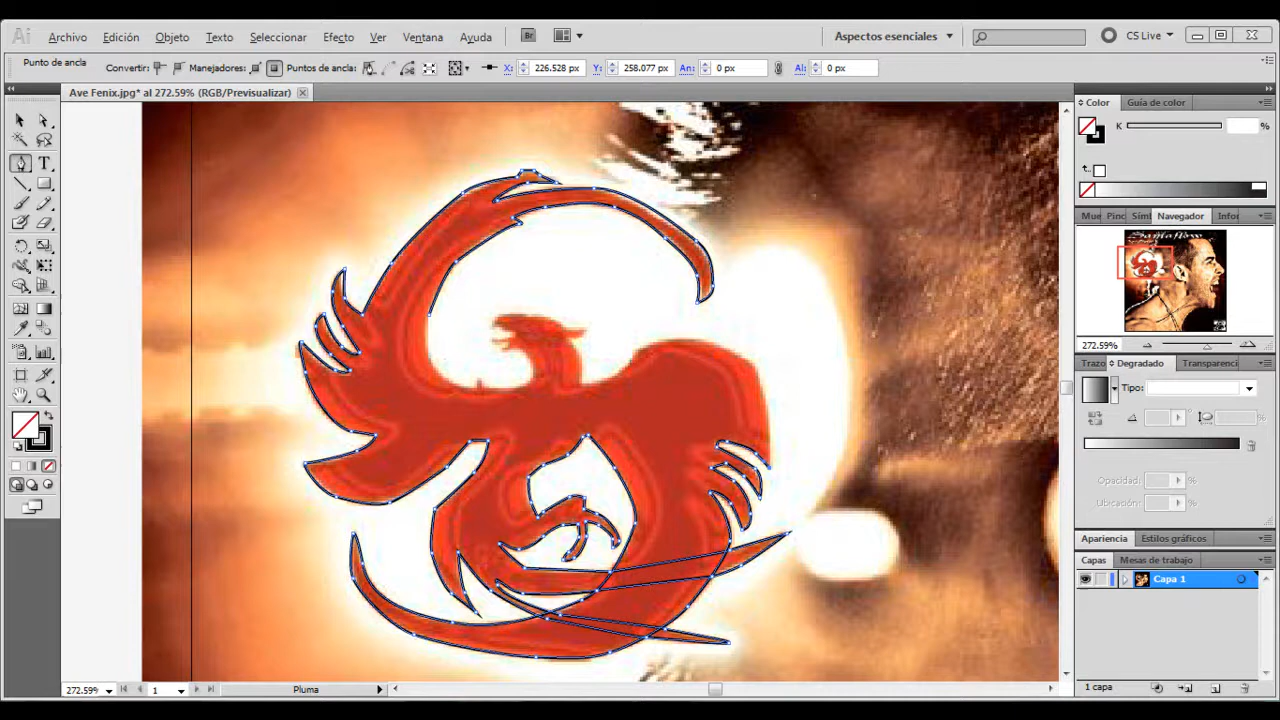 Ai Archivo Edición Objeto Texto Seleccionar Efecto Ver Ventana Ayuda Br Aspectos esenciales CS Live
Punto de ancla Convertir: Manejadores: Puntos de ancla: X: 226.528 px Y: 258.077 px An: 0 px Al: 0 px
Ave Fenix.jpg* al 272.59% (RGB/Previsualizar)
Color Guía de color
K %
Navegador
272.59%
Trazo Degradado
Tipo:
Opacidad: %
Ubicación: %
Apariencia Estilos gráficos
Capas Mesas de trabajo
Capa 1
1 capa
272.59% 1 Pluma